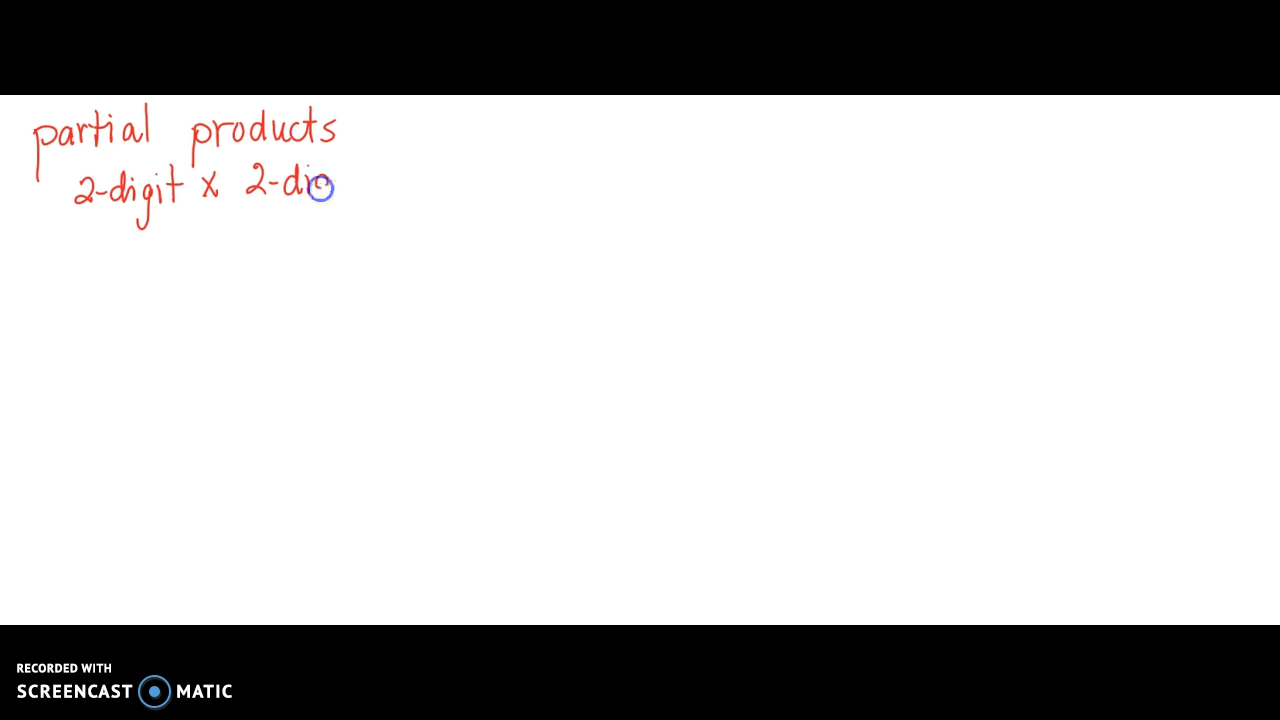 partial products
2-digit x 2-di
RECORDED WITH
SCREENCAST MATIC